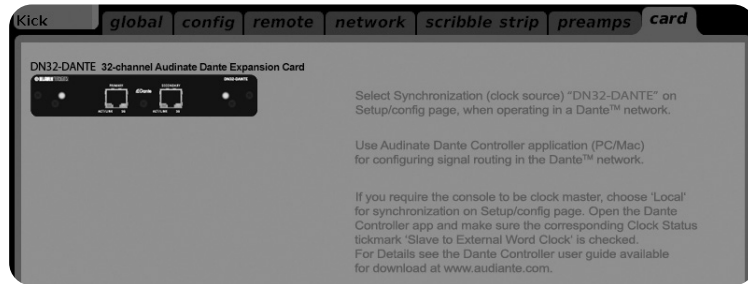 Kick global config remote network scribble strip preamps card
DN32-DANTE 32-channel Audinate Dante Expansion Card
DN32-DANTE
PRIMARY SECONDARY
Dante
Select Synchronization (clock source) "DN32-DANTE" on
Setup/config page, when operating in a Dante™ network.
Use Audinate Dante Controller application (PC/Mac)
for configuring signal routing in the Dante™ network.
If you require the console to be clock master, choose 'Local'
for synchronization on Setup/config page. Open the Dante
Controller app and make sure the corresponding Clock Status
tickmark 'Slave to External Word Clock' is checked.
For Details see the Dante Controller user guide available
for download at www.audiante.com.